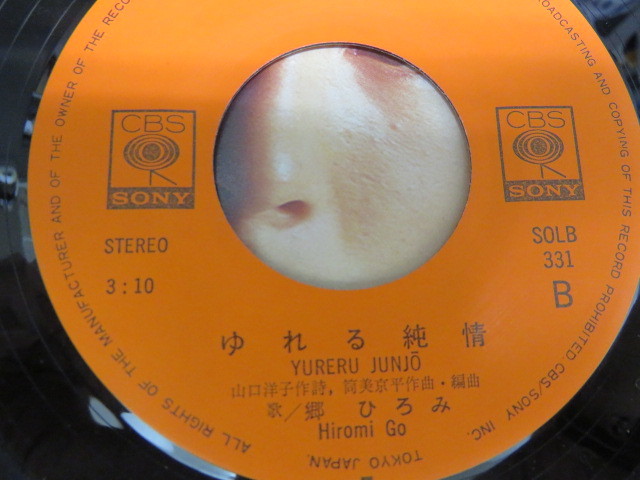 CBS
SONY
STEREO
3:10
CBS
SONY
SOLB
331
B
ゆれる純情
YURERU JUNJŌ
山口洋子作詩, 筒美京平作曲・編曲
歌／郷 ひろみ
Hiromi Go
ALL RIGHTS OF THE MANUFACTURER AND OF THE OWNER OF THE RECO
ROADCASTING AND COPYING OF THIS RECORD PROHIBITED CBS/SONY INC.
TOKYO JAPAN.